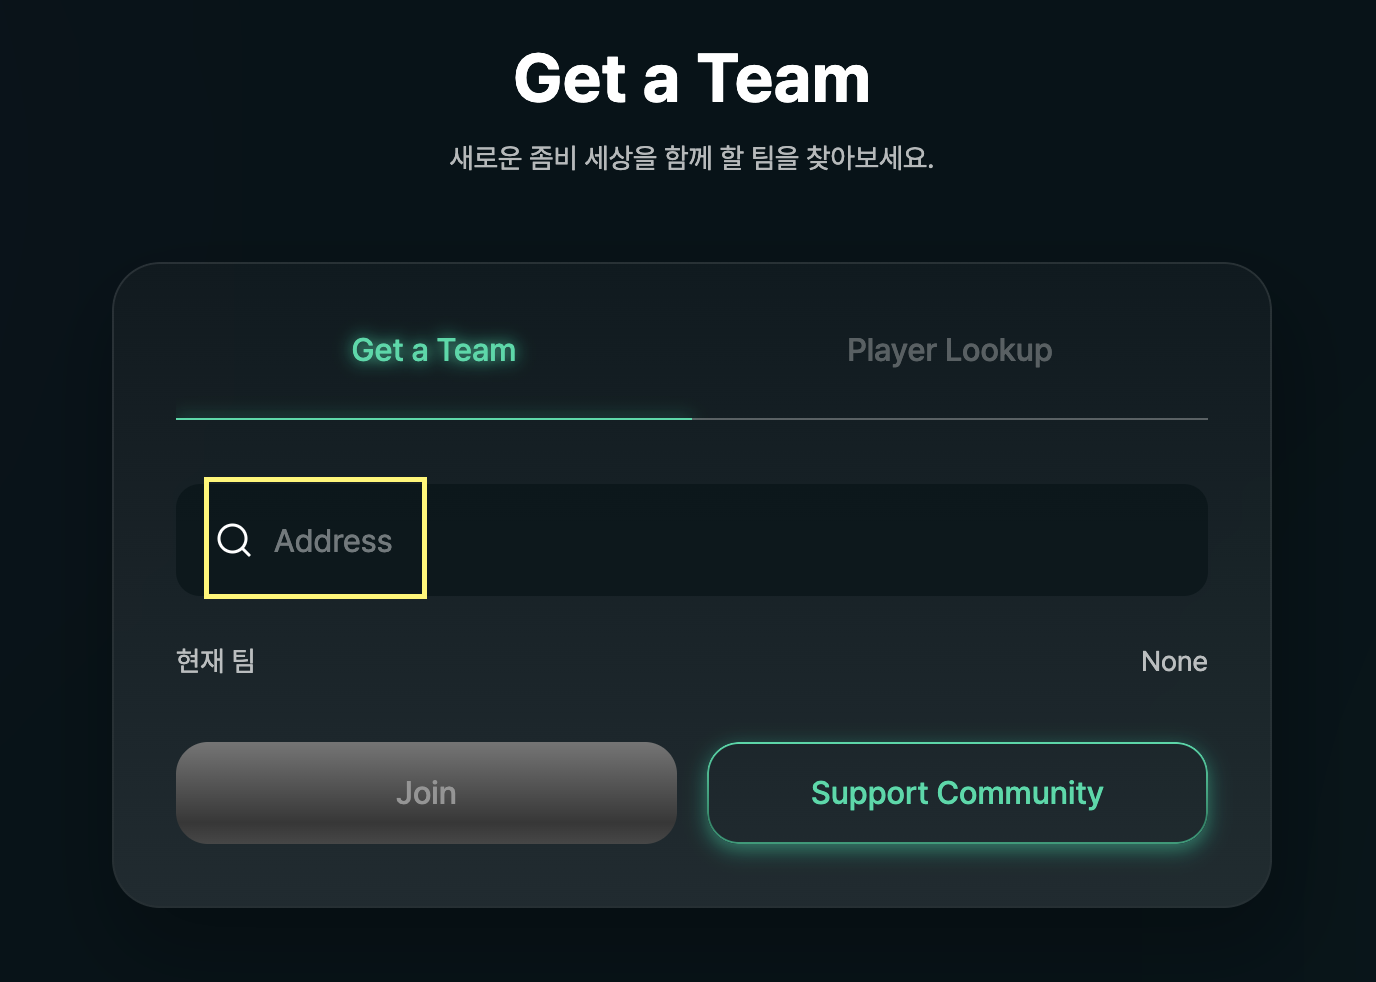 Get a Team
새로운 좀비 세상을 함께 할 팀을 찾아보세요.
Get a Team
Player Lookup
Address
현재 팀
None
Join
Support Community